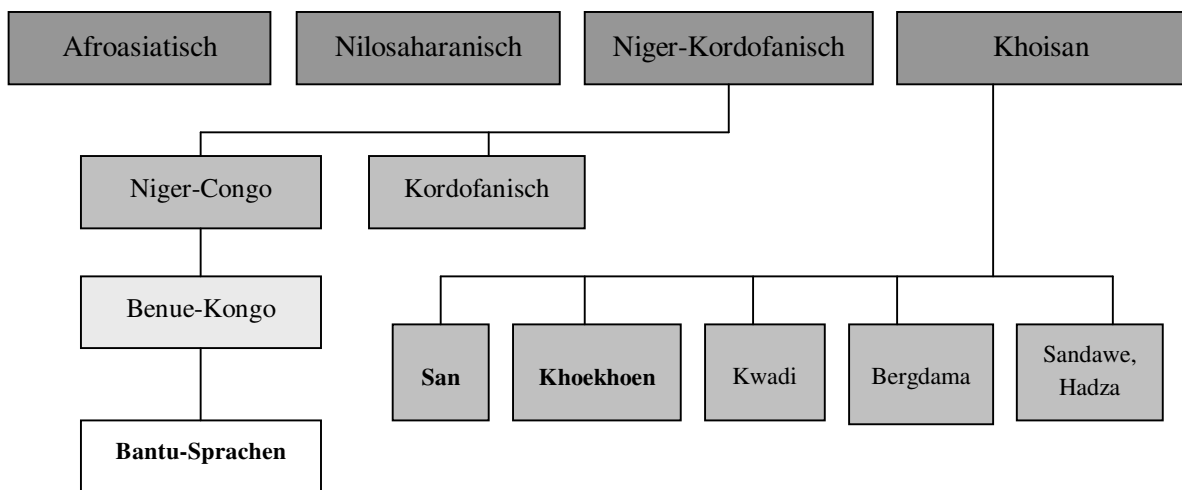 Afroasiatisch
Nilosaharanisch
Niger-Kordofanisch
Khoisan
Niger-Congo
Kordofanisch
Benue-Kongo
San
Khoekhoen
Kwadi
Bergdama
Sandawe,
Hadza
Bantu-Sprachen